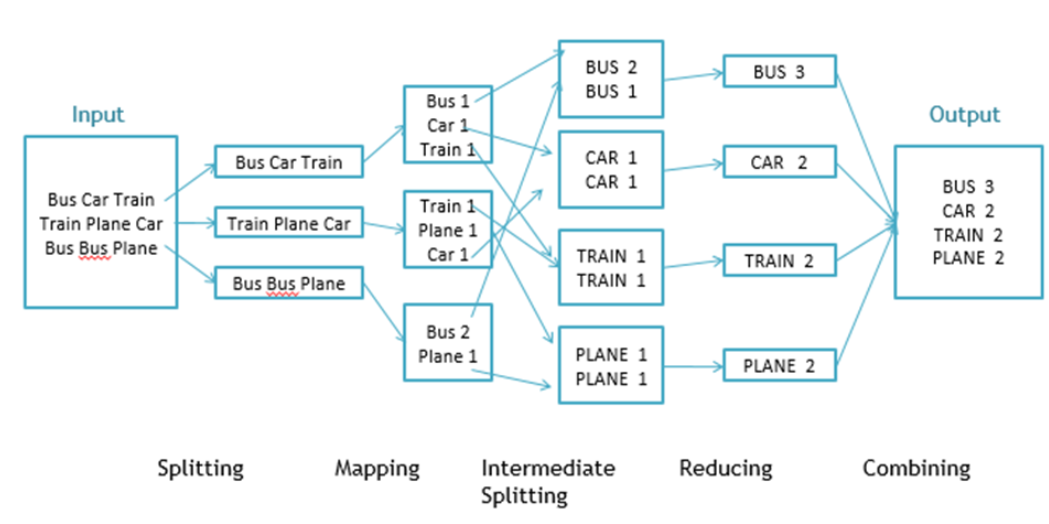 Input
Bus Car Train
Train Plane Car
Bus Bus Plane
Bus Car Train
Train Plane Car
Bus Bus Plane
Bus 1
Car 1
Train 1
Train 1
Plane 1
Car 1
Bus 2
Plane 1
BUS 2
BUS 1
CAR 1
CAR 1
TRAIN 1
TRAIN 1
PLANE 1
PLANE 1
BUS 3
CAR 2
TRAIN 2
PLANE 2
Output
BUS 3
CAR 2
TRAIN 2
PLANE 2
Splitting
Mapping
Intermediate
Splitting
Reducing
Combining